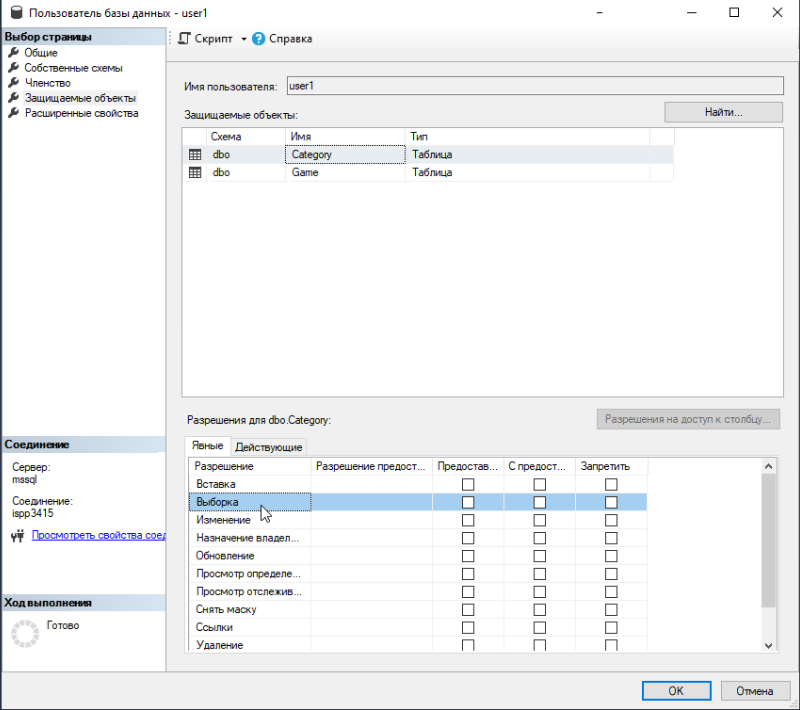 Пользователь базы данных - user1
Выбор страницы
Общие
Собственные схемы
Членство
Защищаемые объекты
Расширенные свойства
Скрипт
Справка
Имя пользователя: user1
Защищаемые объекты:
Найти...
Схема Имя Тип
dbo Category Таблица
dbo Game Таблица
Разрешения для dbo.Category:
Разрешения на доступ к столбцу...
Явные Действующие
Разрешение Разрешение предост... Предостав... С предост... Запретить
Вставка
Выборка
Изменение
Назначение владел...
Обновление
Просмотр определе...
Просмотр отслежив...
Снять маску
Ссылки
Удаление
Соединение
Сервер:
mssql
Соединение:
ispp3415
Просмотреть свойства соед
Ход выполнения
Готово
OK Отмена